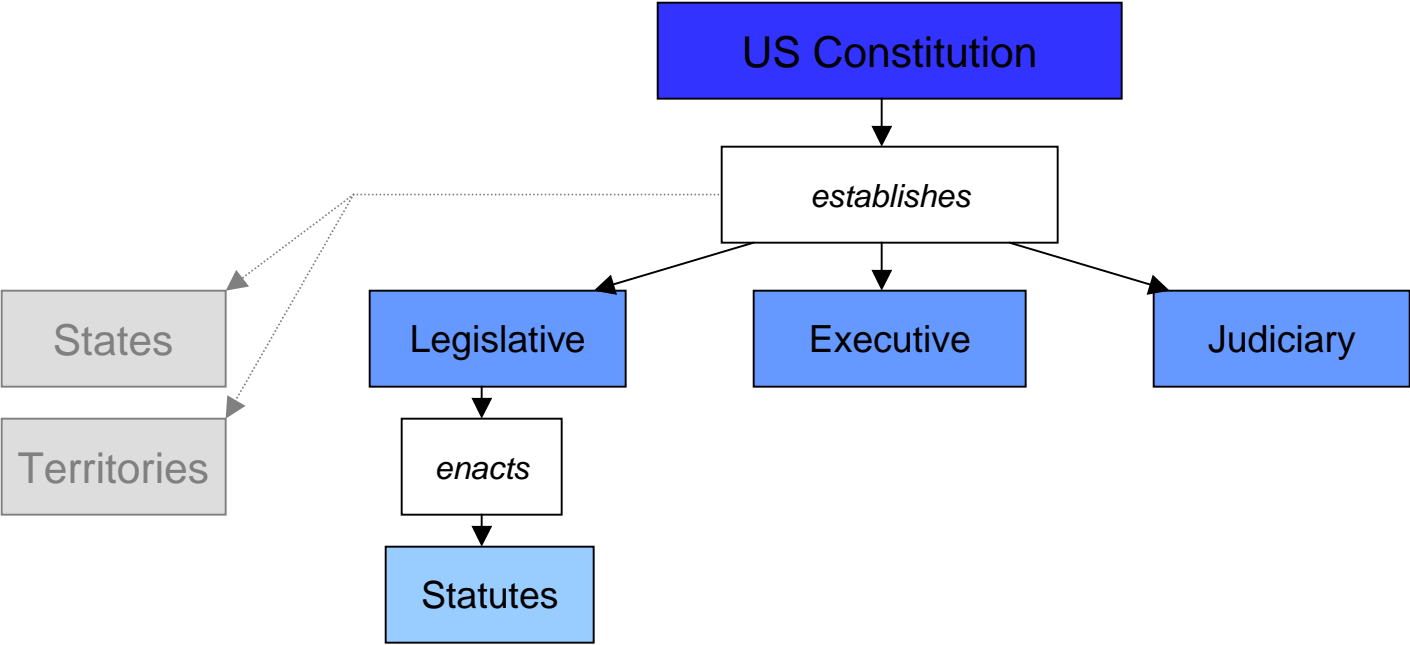 US Constitution
establishes
States
Legislative
Executive
Judiciary
Territories
enacts
Statutes